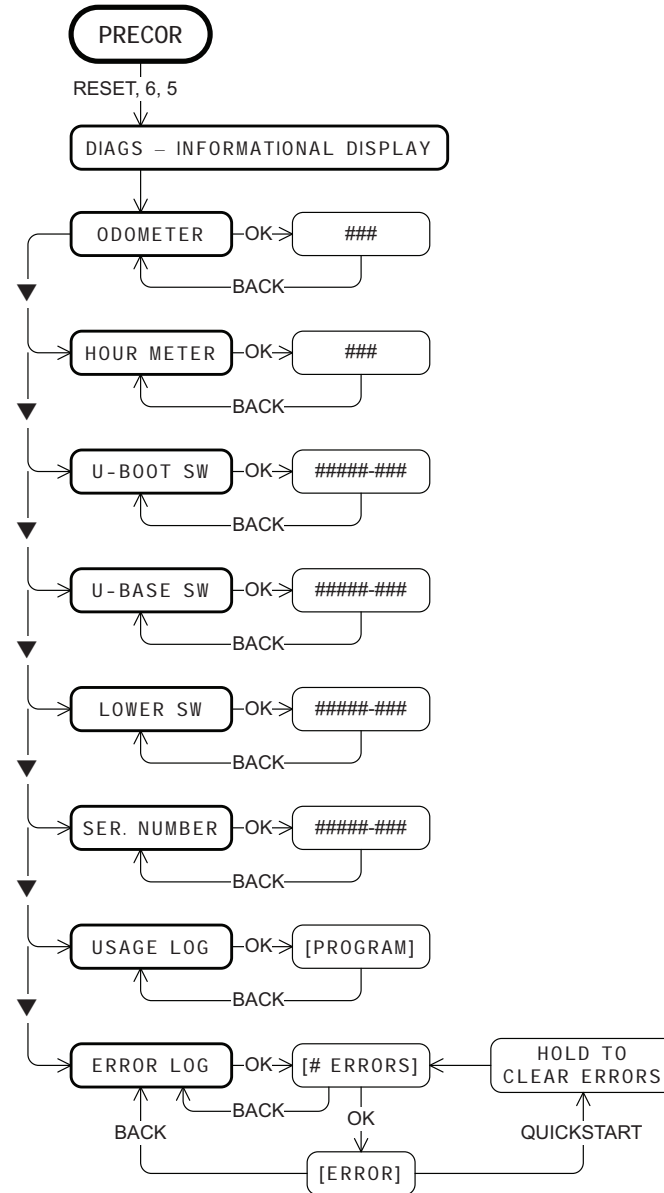 PRECOR
RESET, 6, 5
DIAGS – INFORMATIONAL DISPLAY
ODOMETER
OK
###
BACK
HOUR METER
OK
###
BACK
U-BOOT SW
OK
#####-###
BACK
U-BASE SW
OK
#####-###
BACK
LOWER SW
OK
#####-###
BACK
SER. NUMBER
OK
#####-###
BACK
USAGE LOG
OK
[PROGRAM]
BACK
ERROR LOG
OK
[# ERRORS]
HOLD TO
CLEAR ERRORS
BACK
OK
BACK
QUICKSTART
[ERROR]